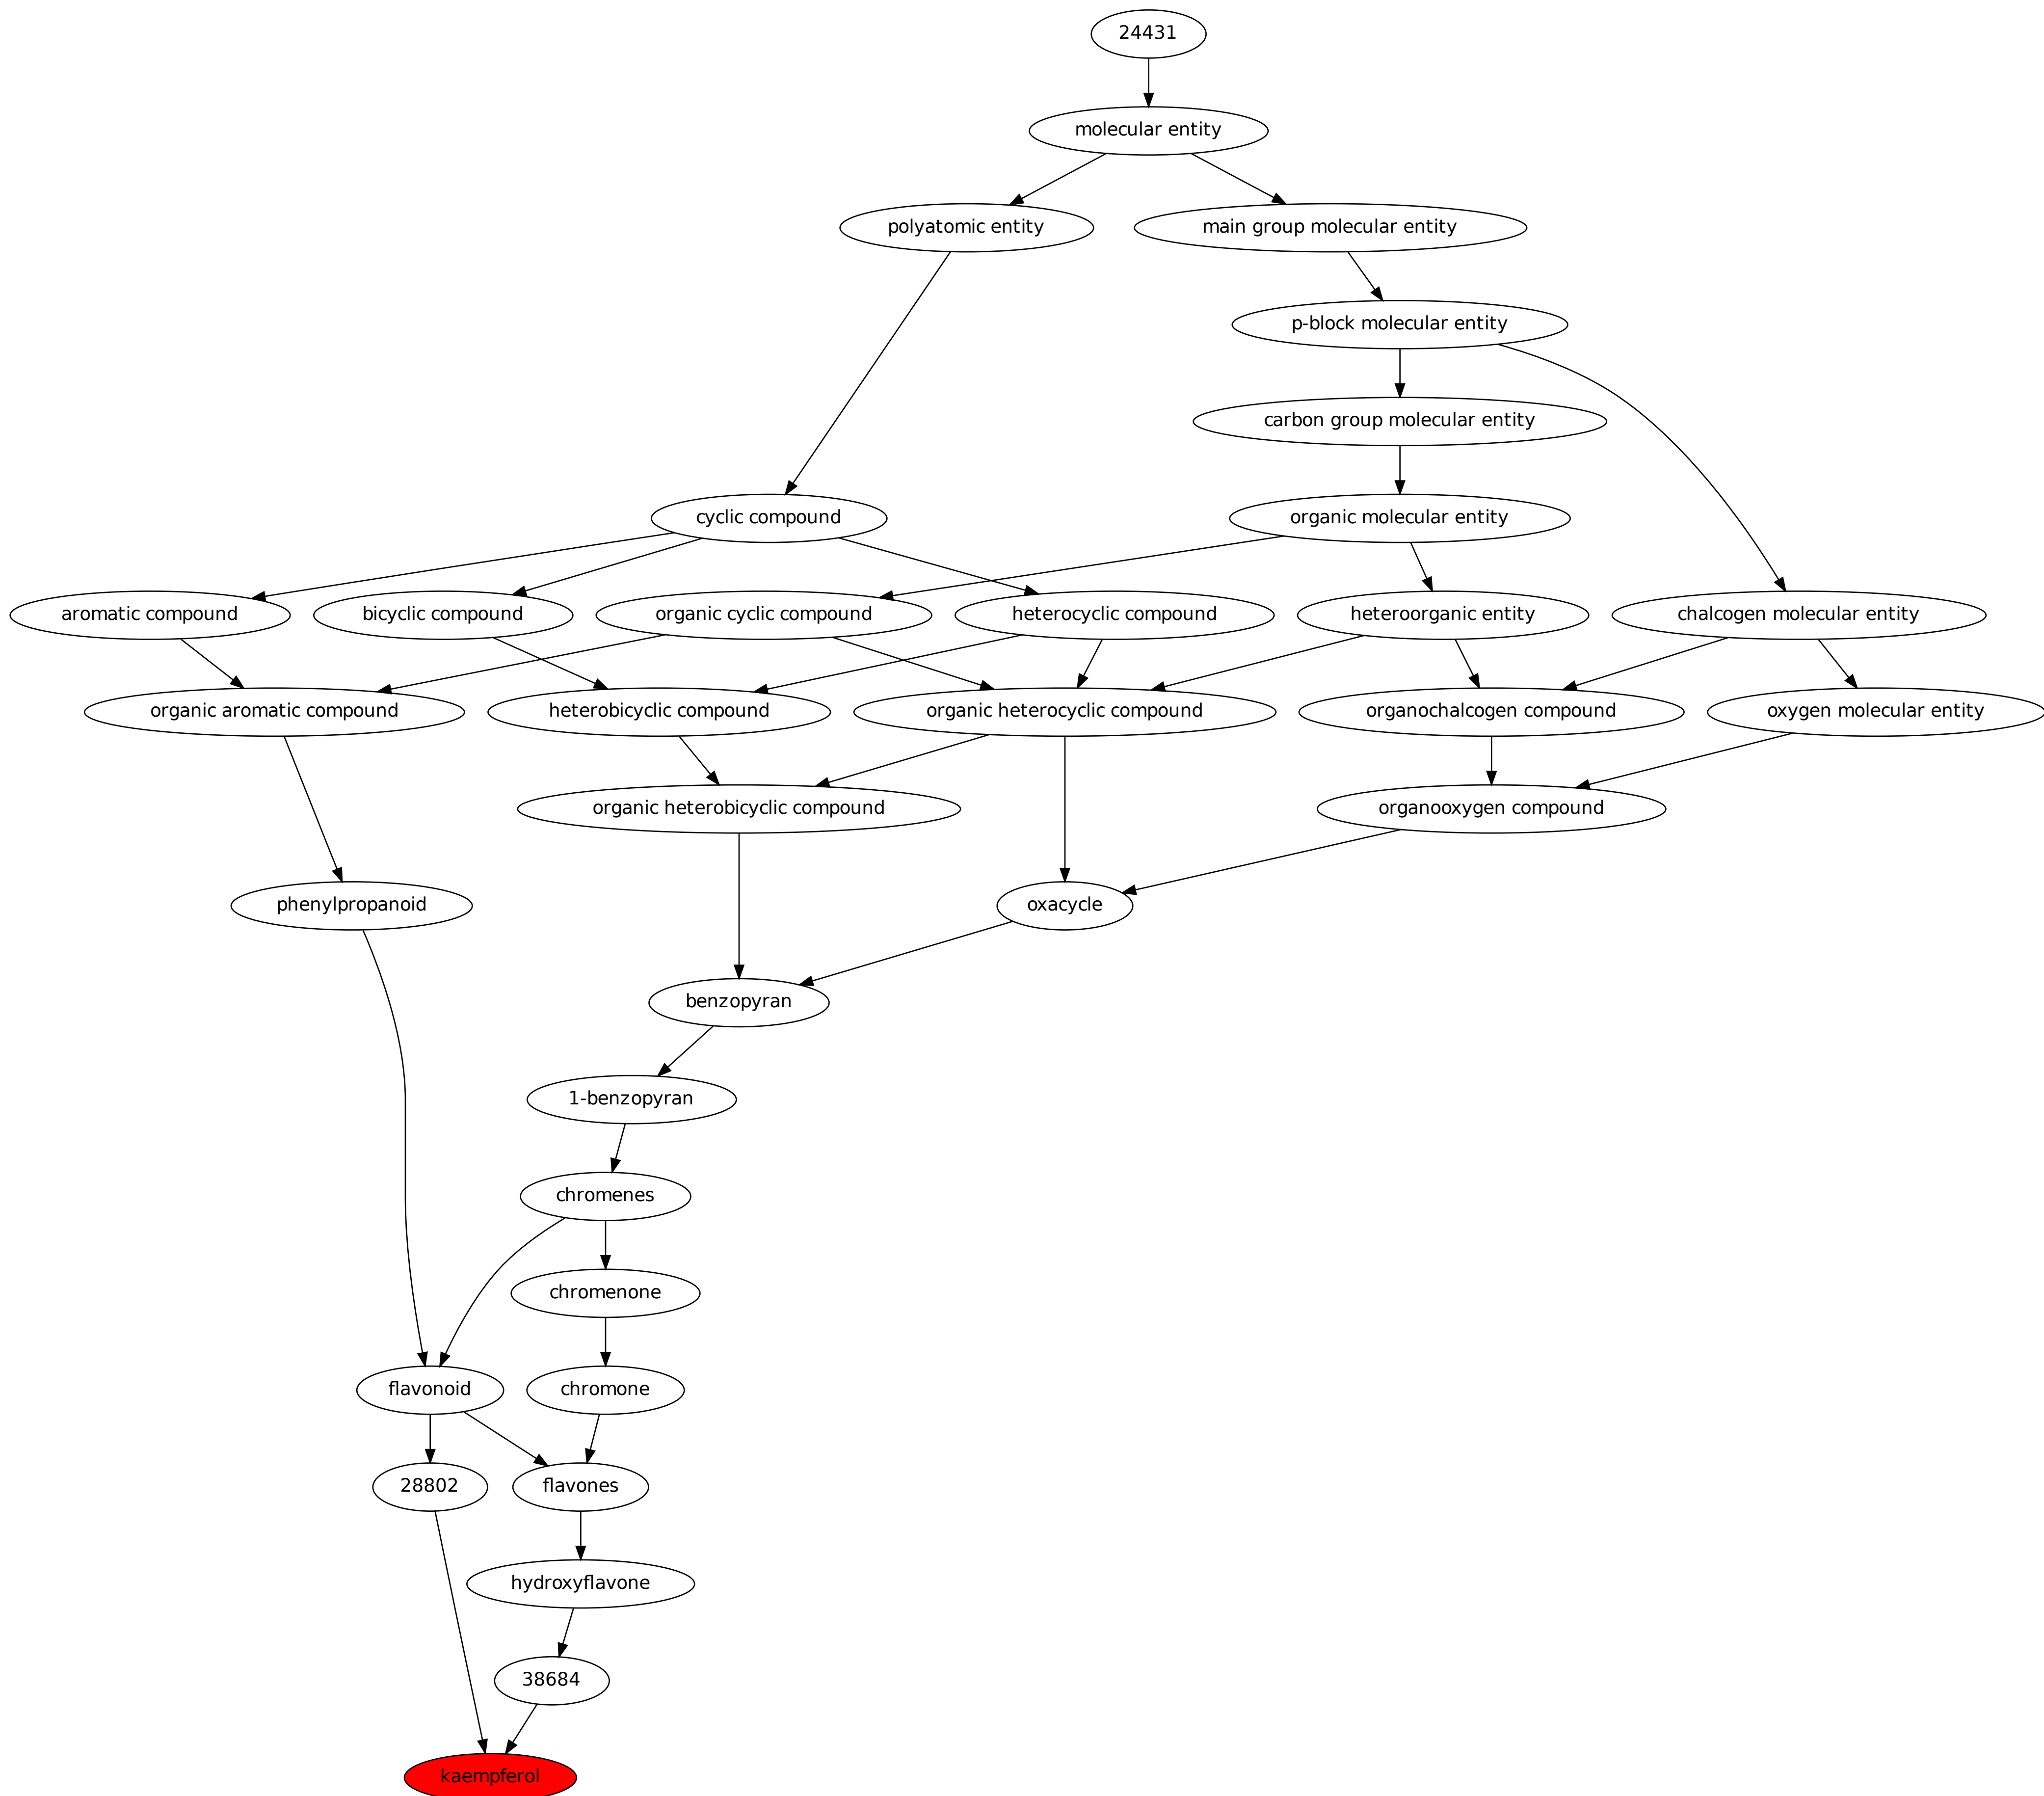 24431
molecular entity
polyatomic entity
main group molecular entity
p-block molecular entity
carbon group molecular entity
cyclic compound
organic molecular entity
aromatic compound
bicyclic compound
organic cyclic compound
heterocyclic compound
heteroorganic entity
chalcogen molecular entity
organic aromatic compound
heterobicyclic compound
organic heterocyclic compound
organochalcogen compound
oxygen molecular entity
organic heterobicyclic compound
organooxygen compound
phenylpropanoid
oxacycle
benzopyran
1-benzopyran
chromenes
chromenone
flavonoid
chromone
28802
flavones
hydroxyflavone
38684
kaempferol